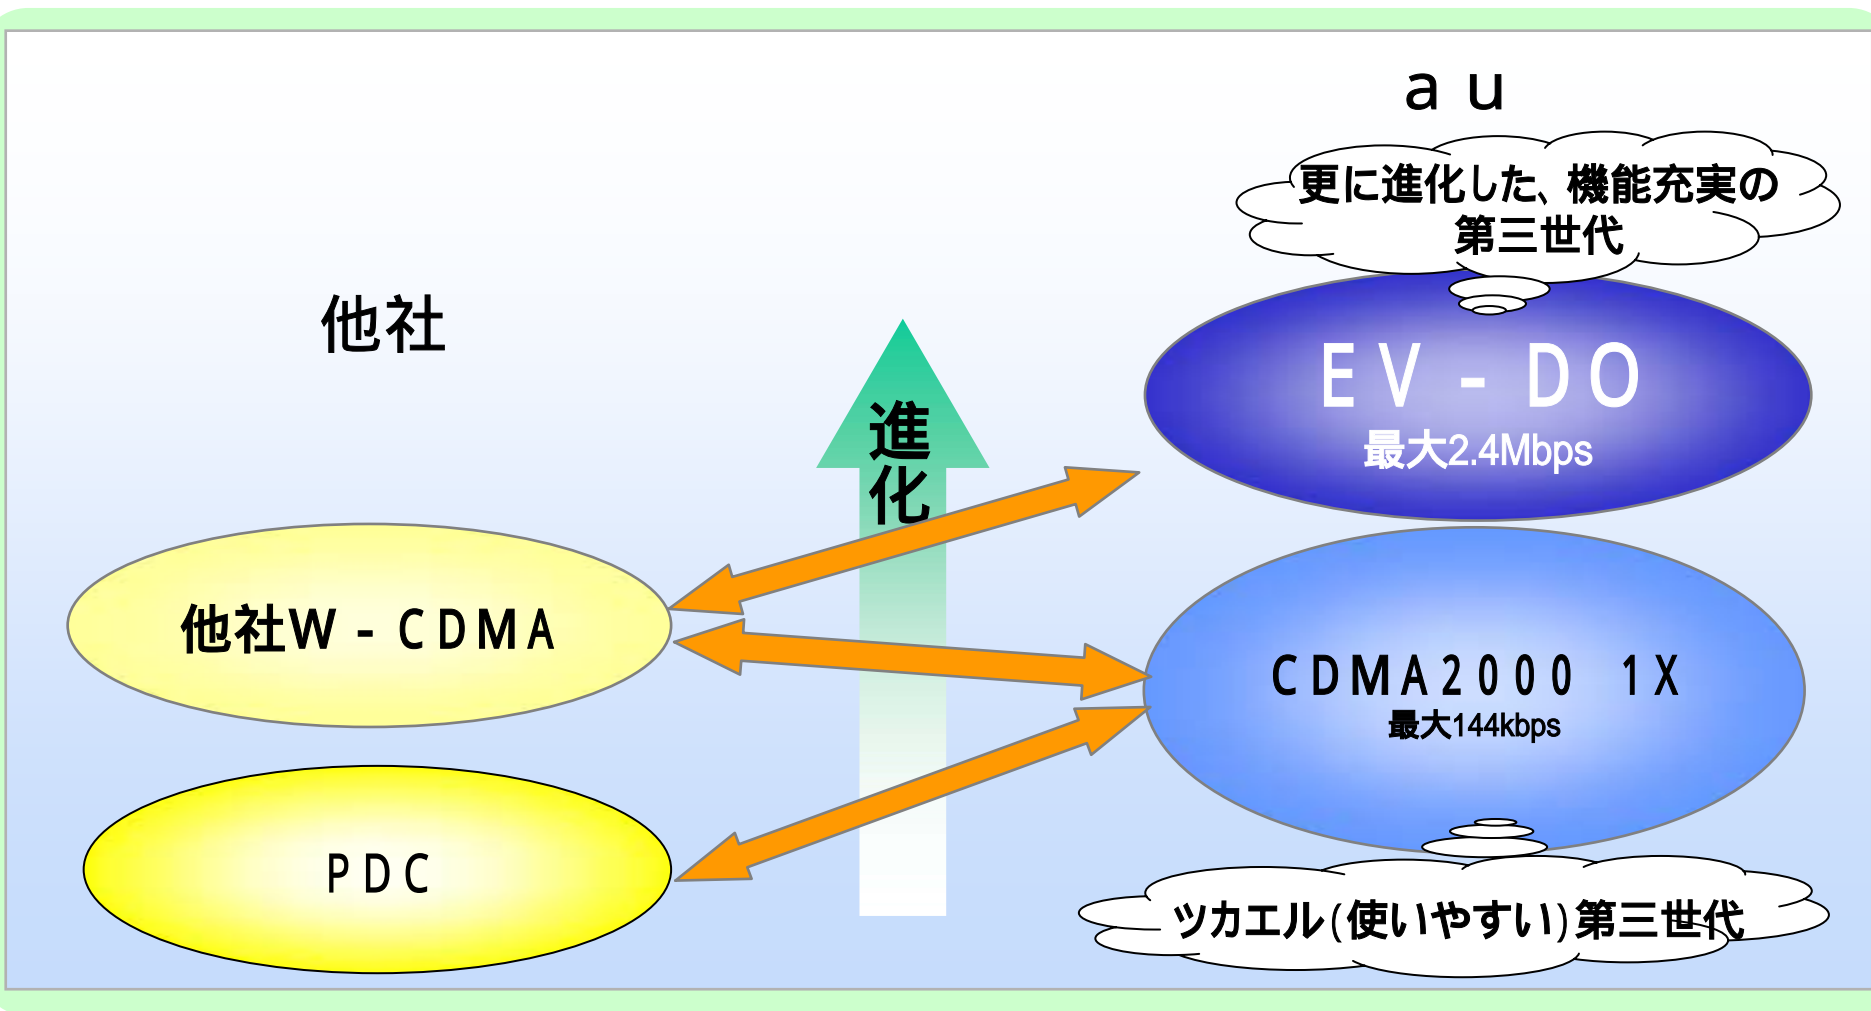 au
更に進化した、機能充実の
第三世代
他社
EV-DO
最大2.4Mbps
進
化
他社W-CDMA
CDMA2000 1X
最大144kbps
PDC
ツカエル(使いやすい)第三世代